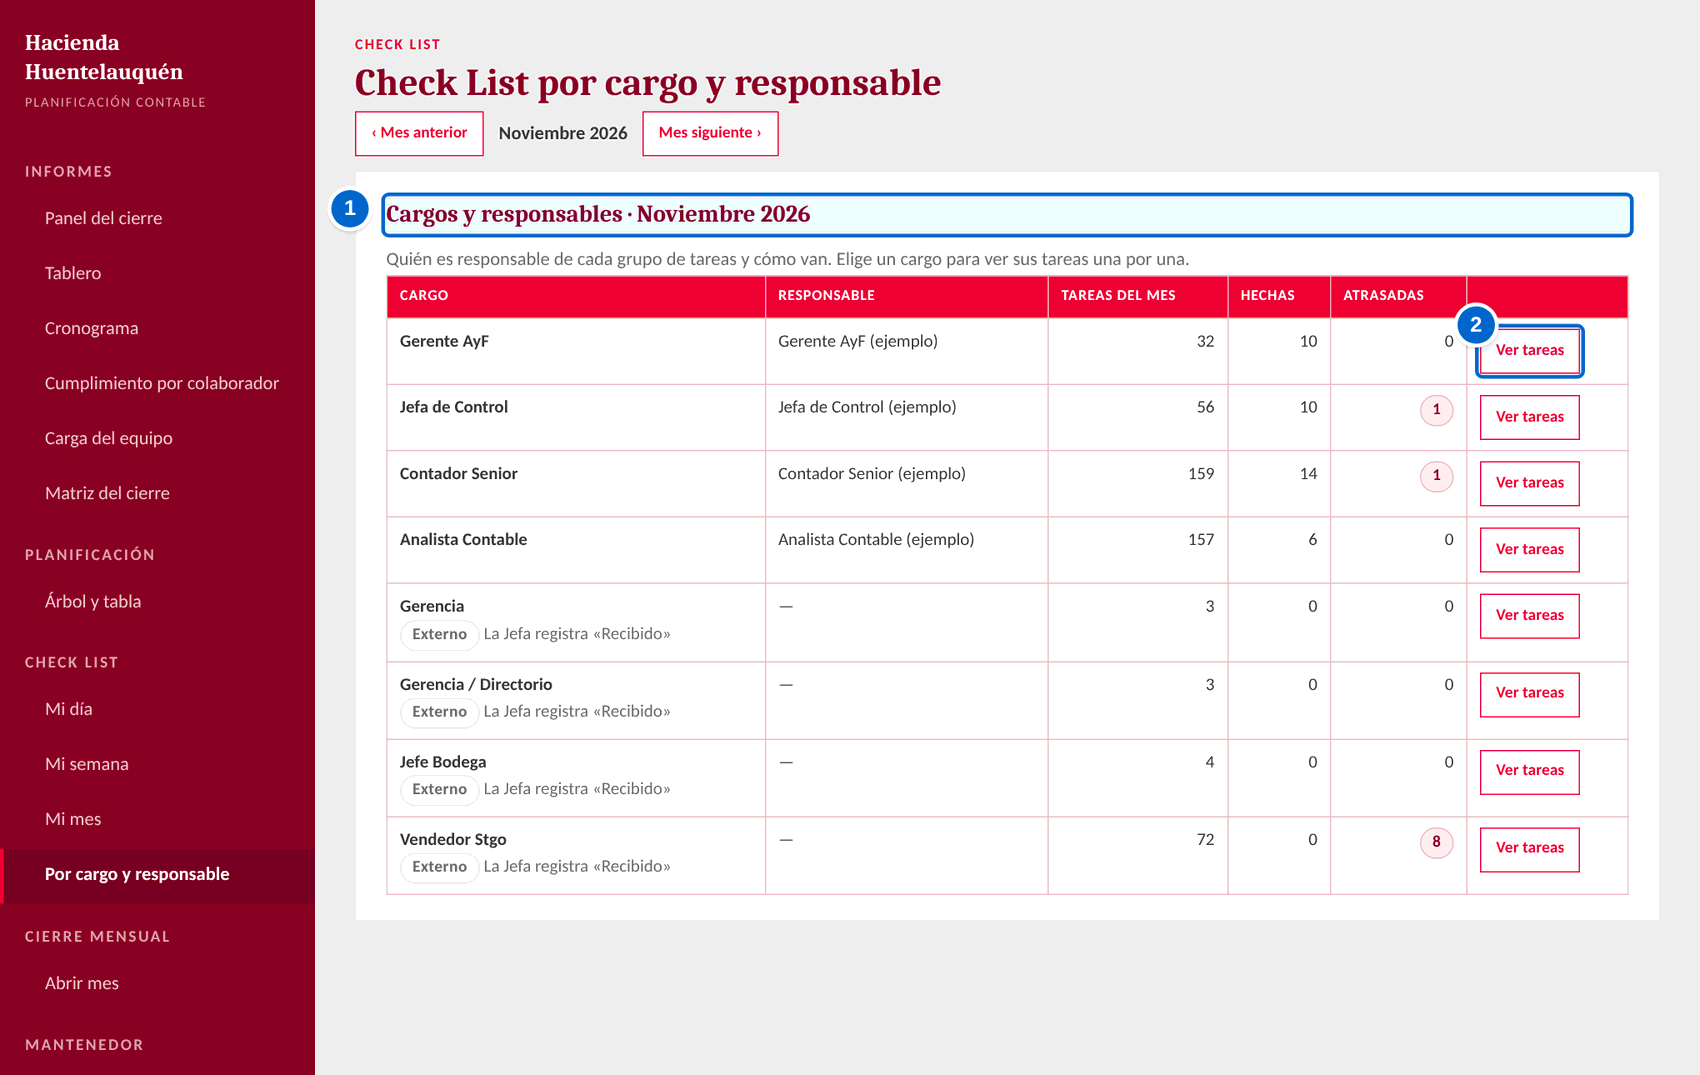 Hacienda
Huentelauquén
PLANIFICACIÓN CONTABLE
INFORMES
Panel del cierre
Tablero
Cronograma
Cumplimiento por colaborador
Carga del equipo
Matriz del cierre
PLANIFICACIÓN
Árbol y tabla
CHECK LIST
Mi día
Mi semana
Mi mes
Por cargo y responsable
CIERRE MENSUAL
Abrir mes
MANTENEDOR
CHECK LIST
Check List por cargo y responsable
‹ Mes anterior Noviembre 2026 Mes siguiente ›
1 Cargos y responsables · Noviembre 2026
Quién es responsable de cada grupo de tareas y cómo van. Elige un cargo para ver sus tareas una por una.
CARGO RESPONSABLE TAREAS DEL MES HECHAS ATRASADAS
2
Gerente AyF Gerente AyF (ejemplo) 32 10 0 Ver tareas
Jefa de Control Jefa de Control (ejemplo) 56 10 1 Ver tareas
Contador Senior Contador Senior (ejemplo) 159 14 1 Ver tareas
Analista Contable Analista Contable (ejemplo) 157 6 0 Ver tareas
Gerencia — 3 0 0 Ver tareas
Externo La Jefa registra «Recibido»
Gerencia / Directorio — 3 0 0 Ver tareas
Externo La Jefa registra «Recibido»
Jefe Bodega — 4 0 0 Ver tareas
Externo La Jefa registra «Recibido»
Vendedor Stgo — 72 0 8 Ver tareas
Externo La Jefa registra «Recibido»